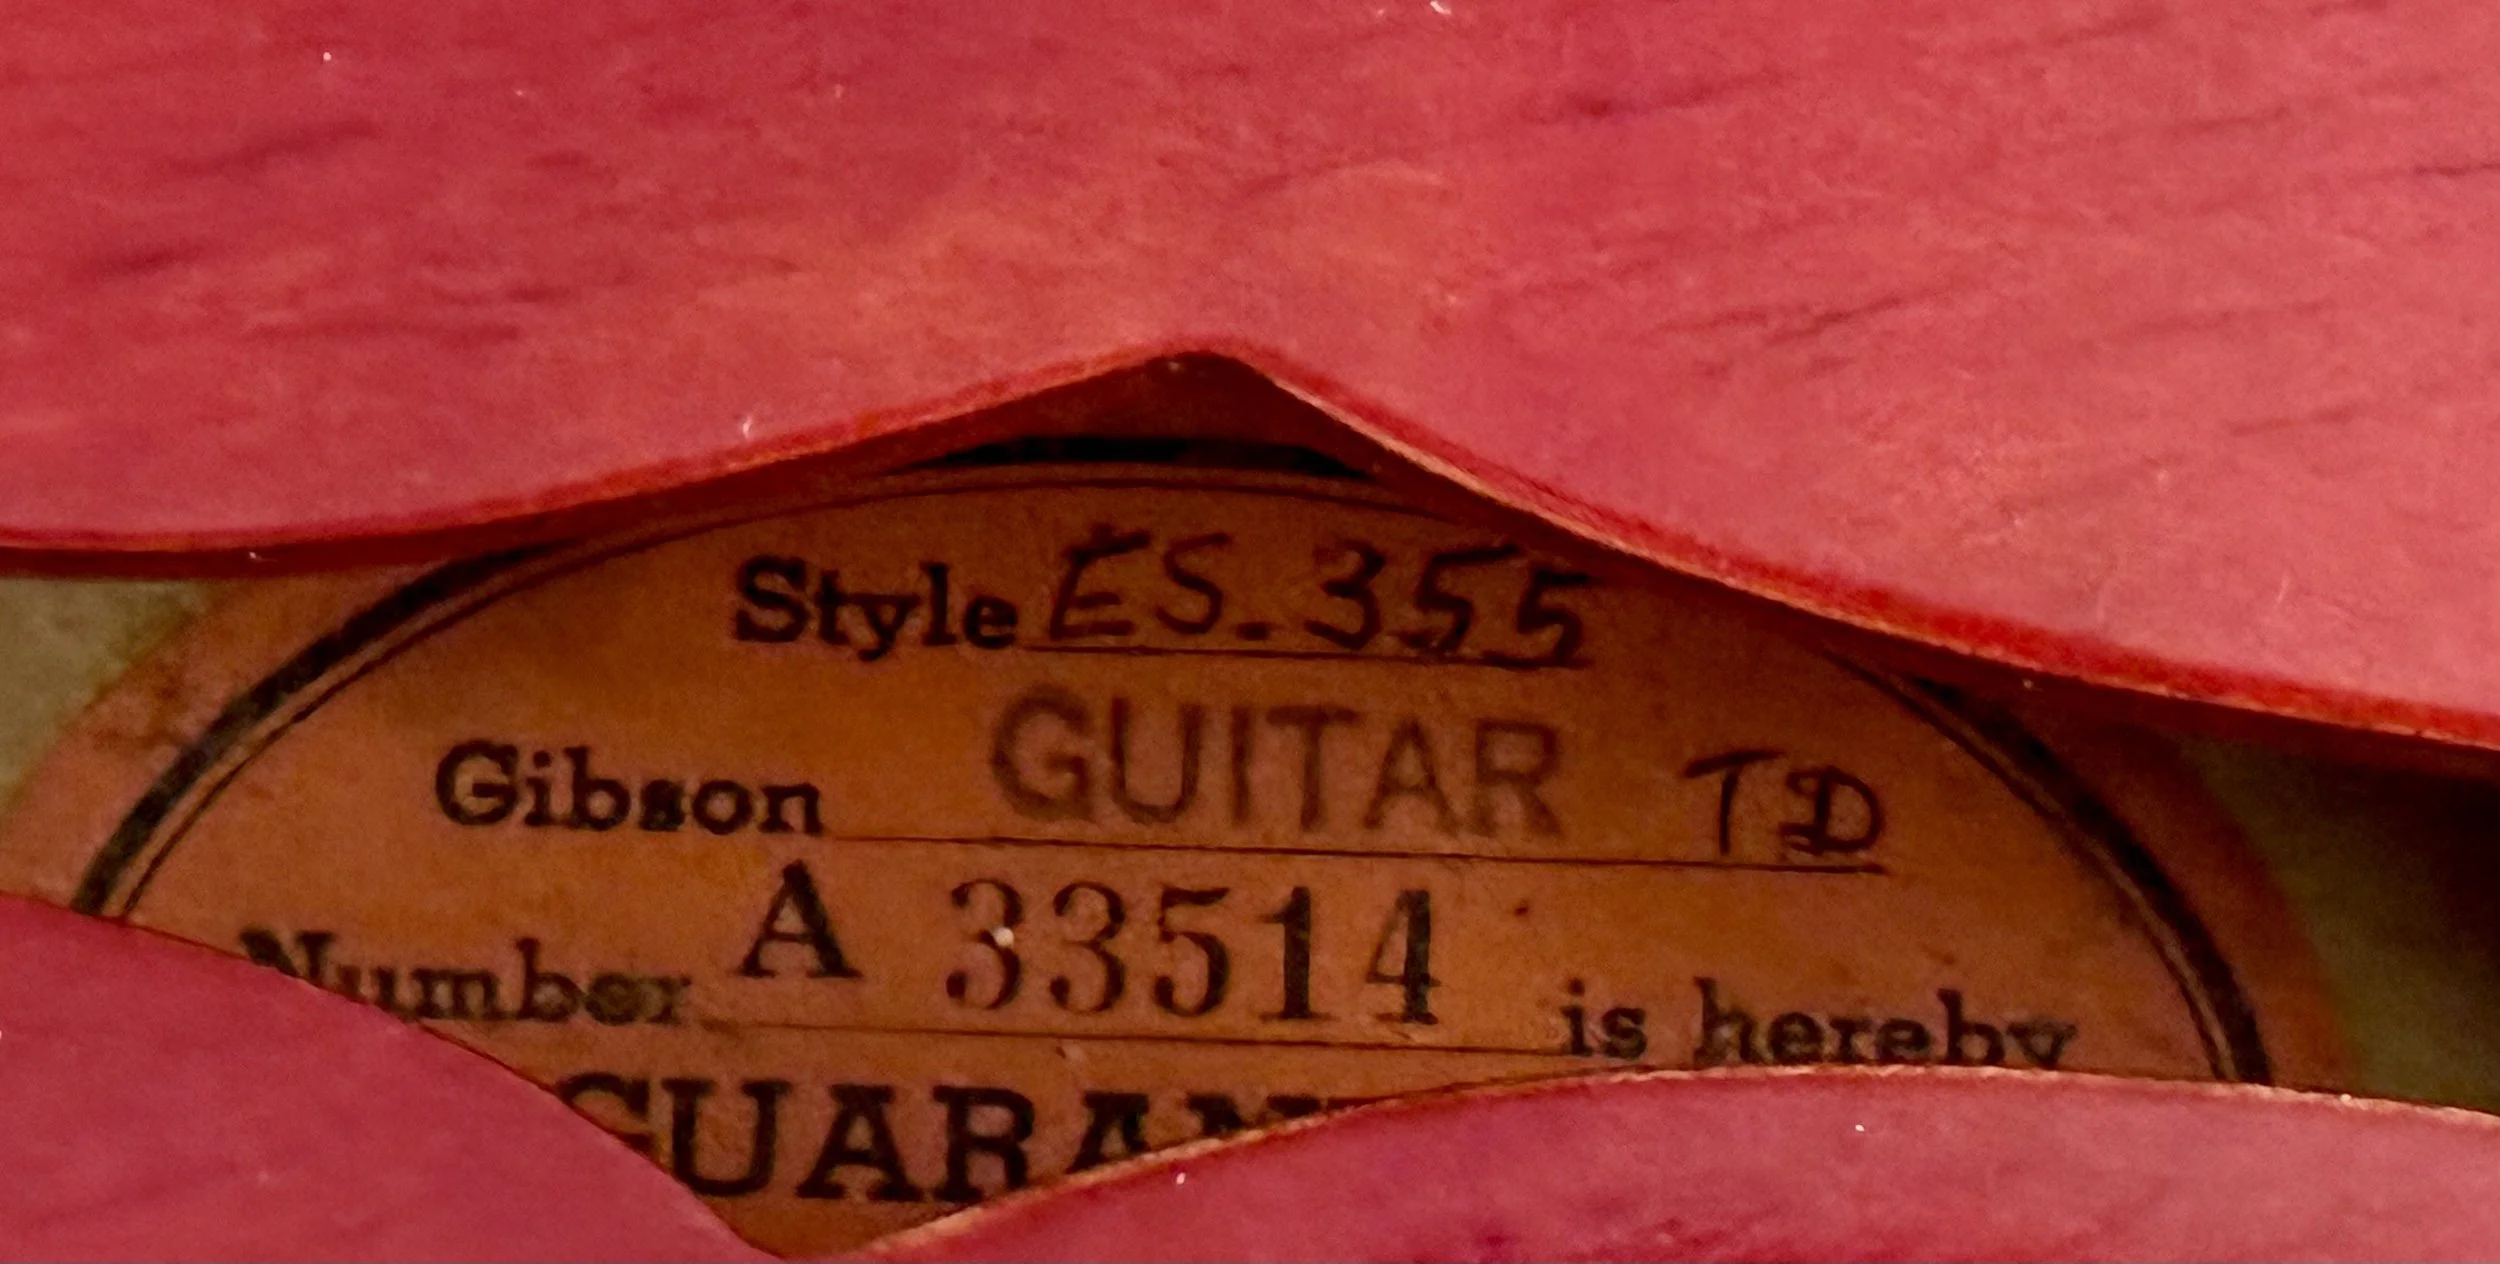 Style ES-355
Gibson GUITAR TD
Number A 33514 is hereby